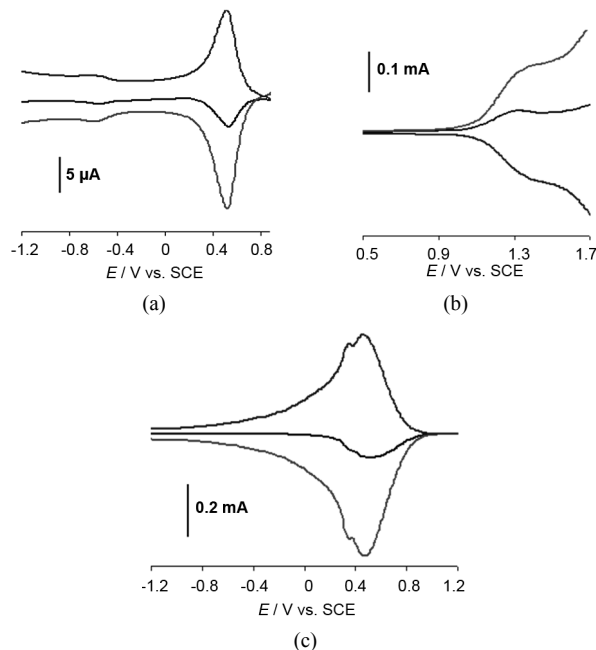 5 µA
-1.2 -0.8 -0.4 0 0.4 0.8
E / V vs. SCE
(a)
0.1 mA
0.5 0.9 1.3 1.7
E / V vs. SCE
(b)
0.2 mA
-1.2 -0.8 -0.4 0 0.4 0.8 1.2
E / V vs. SCE
(c)